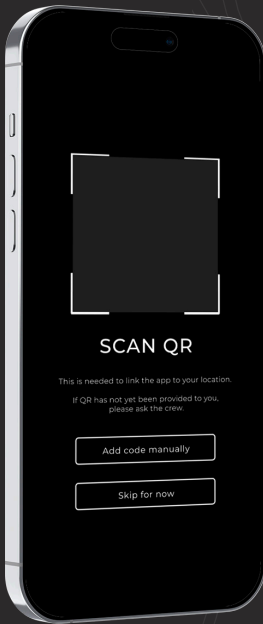 SCAN QR
This is needed to link the app to your location.
If QR has not yet been provided to you,
please ask the crew.
Add code manually
Skip for now